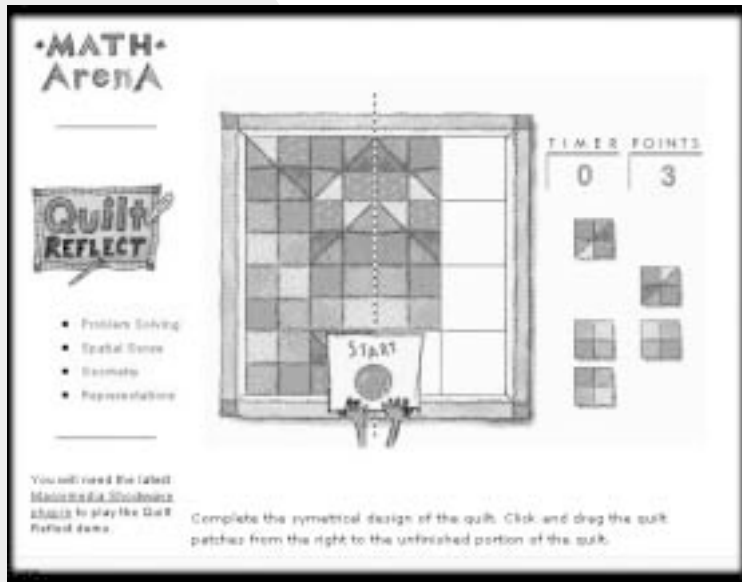 •MATH•
ArenA
TIMER POINTS
0 3
Quilt
REFLECT
START
• Problem Solving
• Spatial Sense
• Geometry
• Representations
You will need the latest
Macromedia Shockwave
plugin to play the Quilt
Reflect demo.
Complete the symetrical design of the quilt. Click and drag the quilt
patches from the right to the unfinished portion of the quilt.